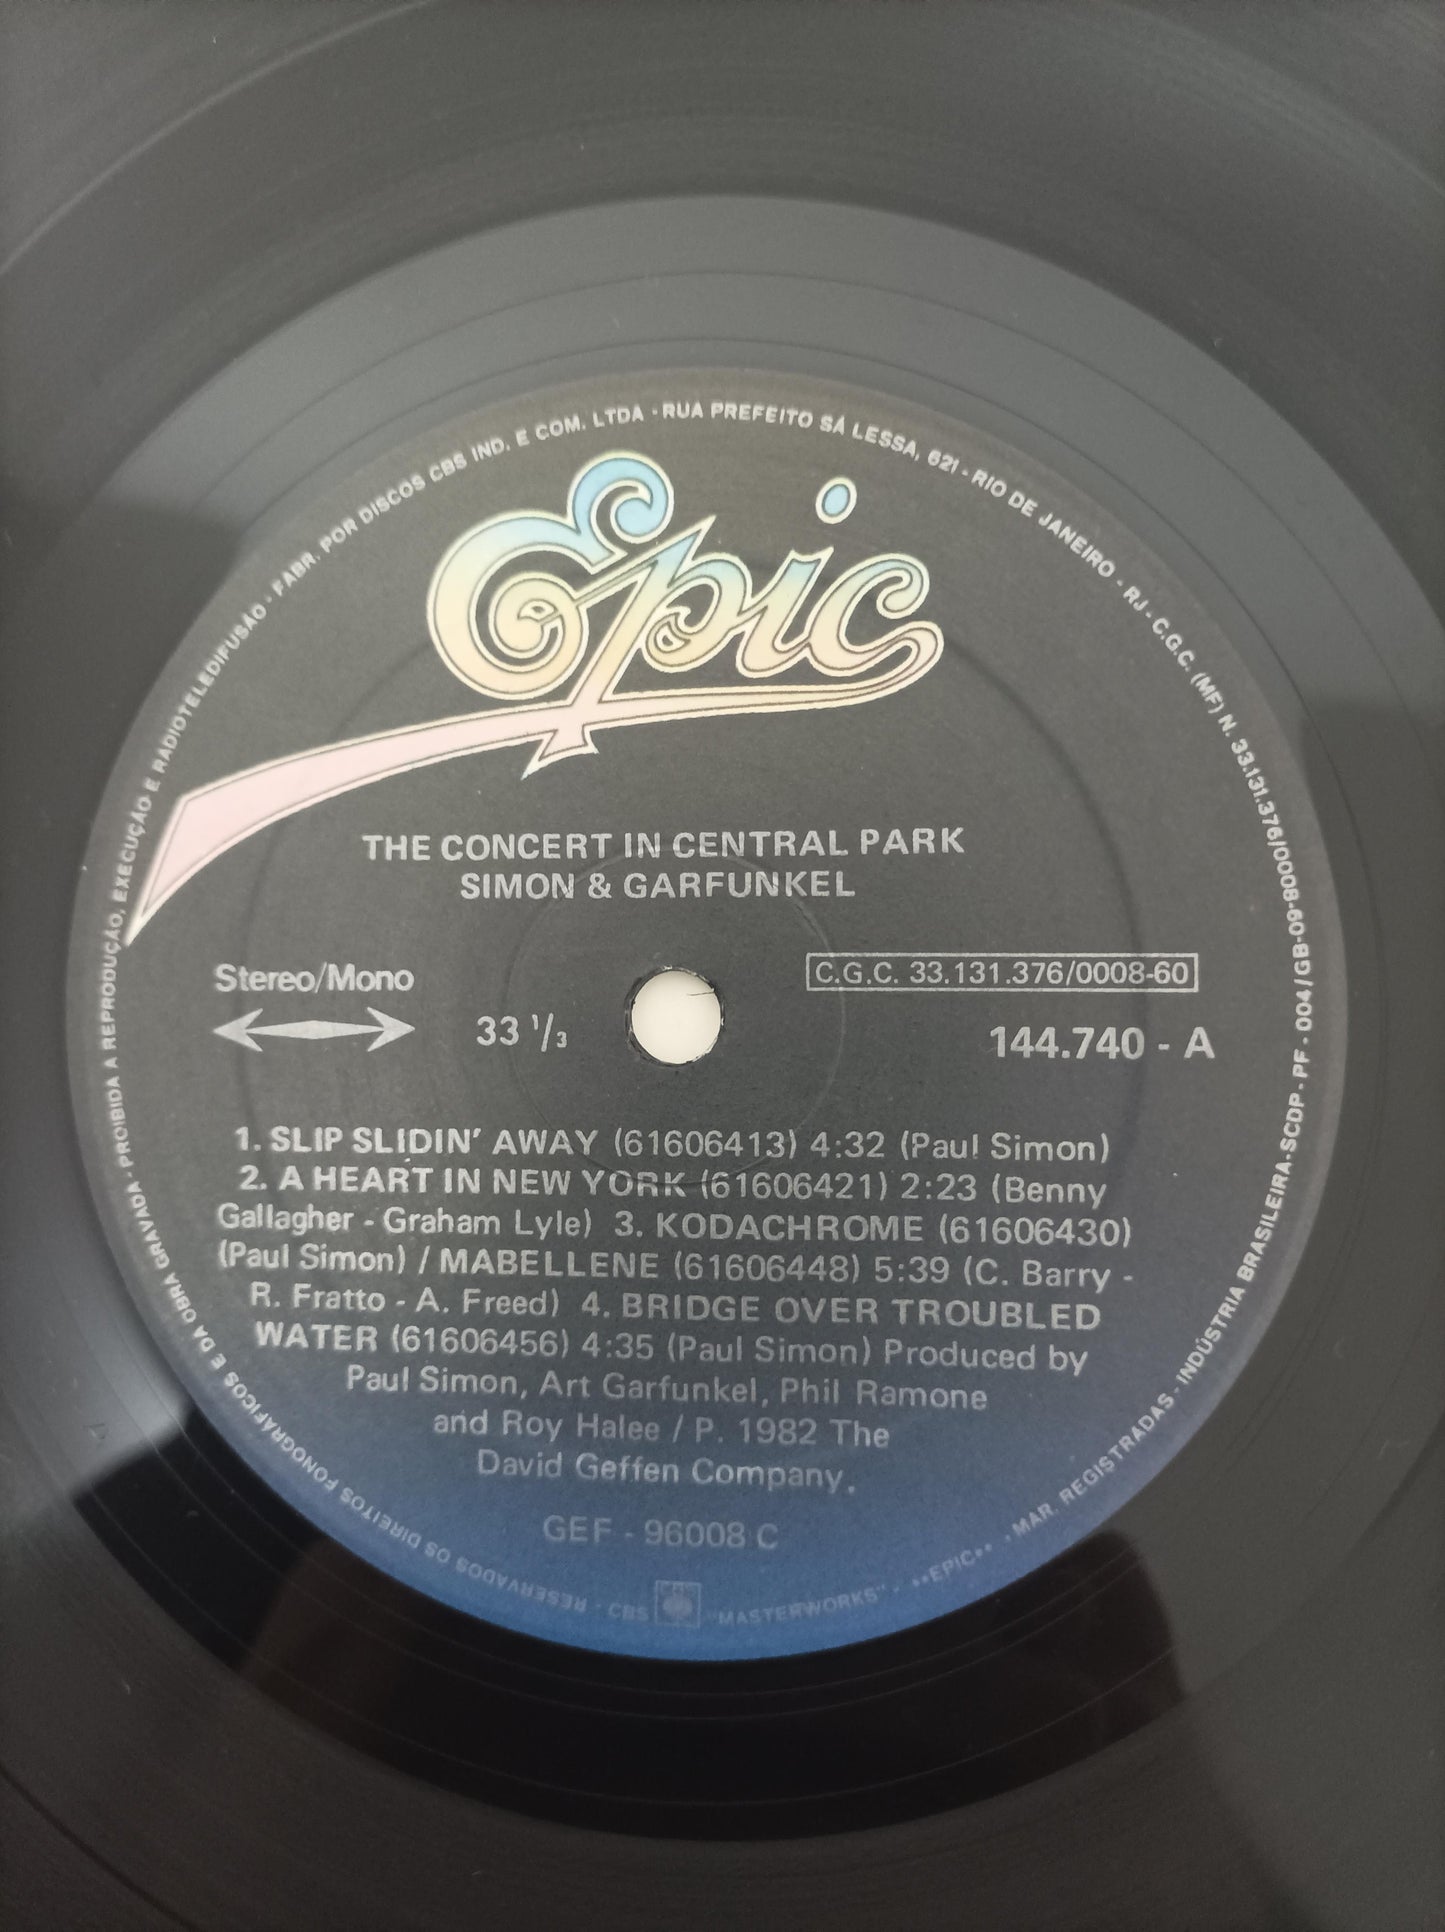 Epic
THE CONCERT IN CENTRAL PARK
SIMON & GARFUNKEL
Stereo/Mono
33 1/3
C.G.C. 33.131.376/0008-60
144.740 - A
1. SLIP SLIDIN' AWAY (61606413) 4:32 (Paul Simon)
2. A HEART IN NEW YORK (61606421) 2:23 (Benny
Gallagher - Graham Lyle) 3. KODACHROME (61606430)
(Paul Simon) / MABELLENE (61606448) 5:39 (C. Barry -
R. Fratto - A. Freed) 4. BRIDGE OVER TROUBLED
WATER (61606456) 4:35 (Paul Simon) Produced by
Paul Simon, Art Garfunkel, Phil Ramone
and Roy Halee / P. 1982 The
David Geffen Company.
GEF - 96008 C
RESERVADOS OS DIREITOS FONOGRÁFICOS E DA OBRA GRAVADA - PROIBIDA A REPRODUÇÃO, EXECUÇÃO E RADIOTELEDIFUSÃO - FABR. POR DISCOS CBS IND. E COM. LTDA - RUA PREFEITO SÁ LESSA, 621 - RIO DE JANEIRO - RJ - C.G.C. (MF) N. 33.131.376/0008-60/GB-09-SCDP - PF - 004/ INDÚSTRIA BRASILEIRA - MAR. REGISTRADAS - "EPIC" - "MASTERWORKS" - CBS